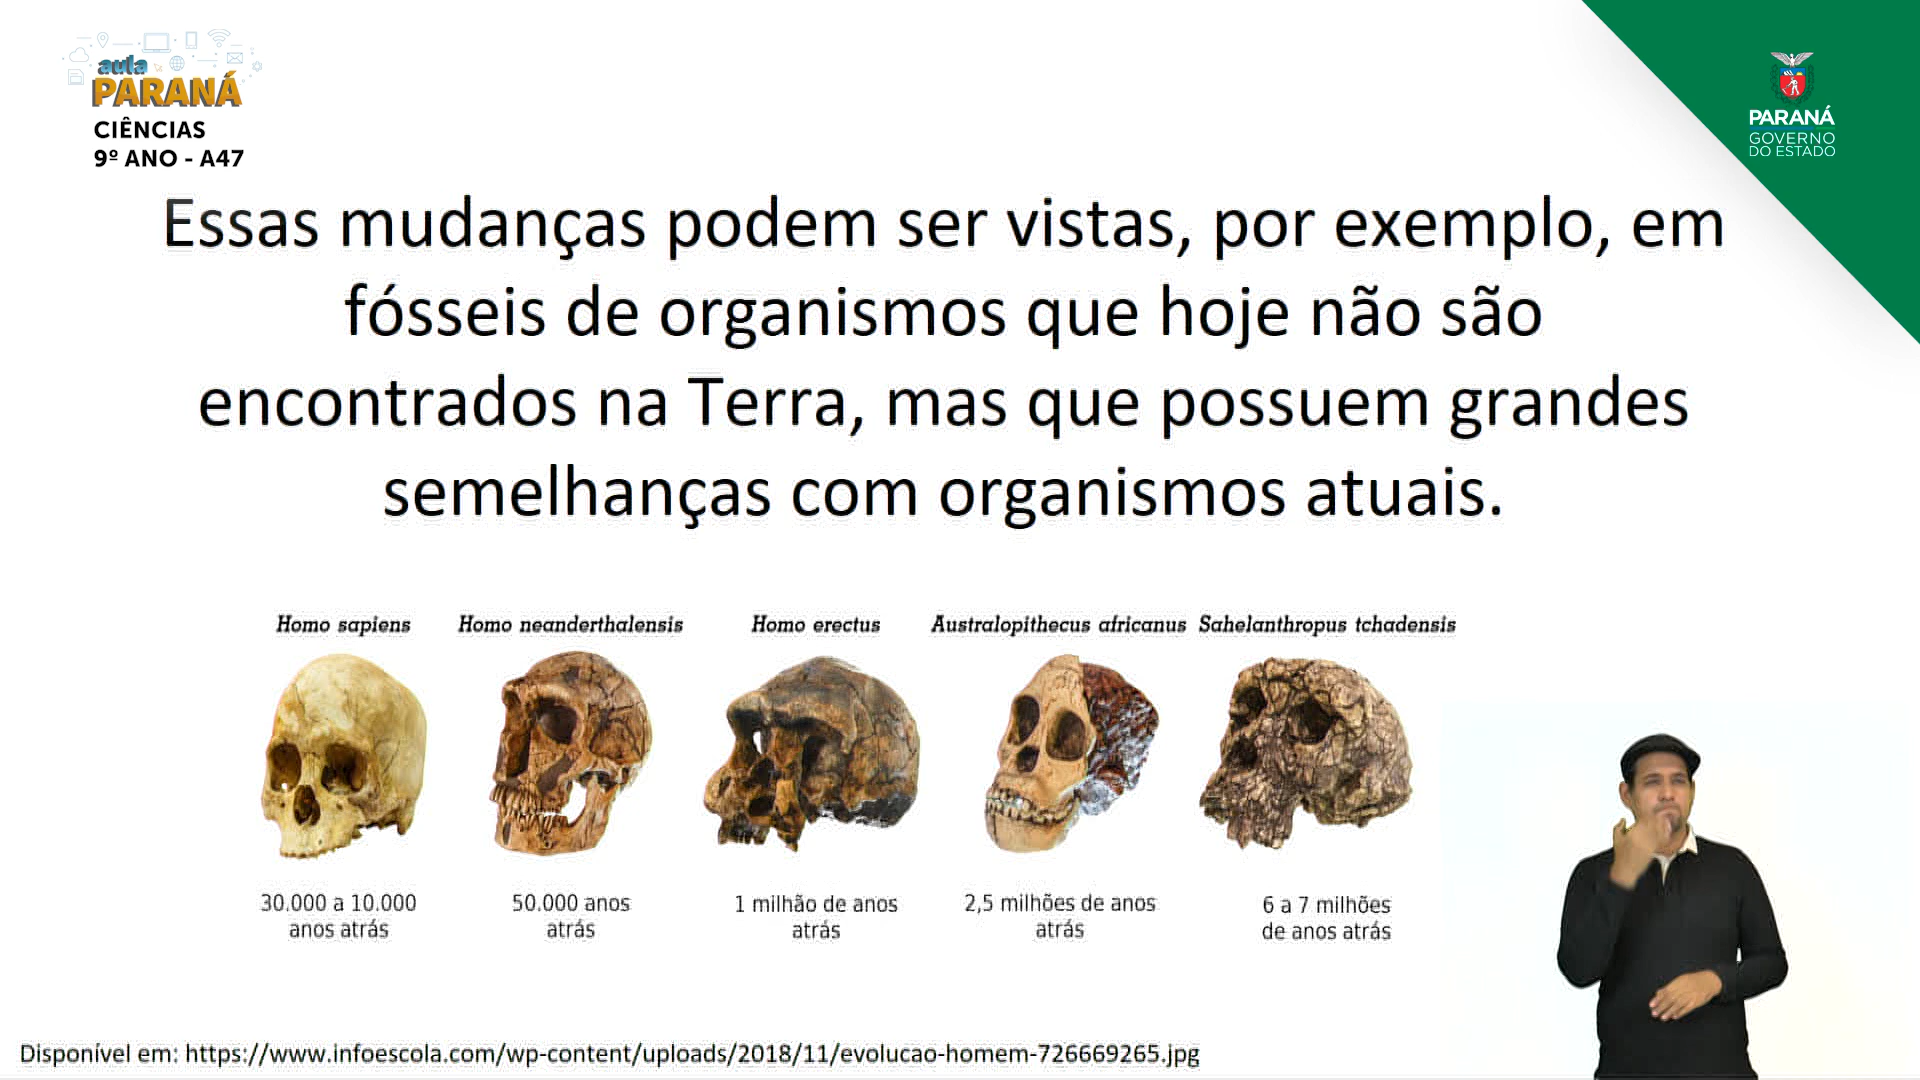 aula
PARANÁ
CIÊNCIAS
9º ANO - A47
PARANÁ
GOVERNO
DO ESTADO
Essas mudanças podem ser vistas, por exemplo, em
fósseis de organismos que hoje não são
encontrados na Terra, mas que possuem grandes
semelhanças com organismos atuais.
Homo sapiens Homo neanderthalensis Homo erectus Australopithecus africanus Sahelanthropus tchadensis
30.000 a 10.000
anos atrás
50.000 anos
atrás
1 milhão de anos
atrás
2,5 milhões de anos
atrás
6 a 7 milhões
de anos atrás
Disponível em: https://www.infoescola.com/wp-content/uploads/2018/11/evolucao-homem-726669265.jpg